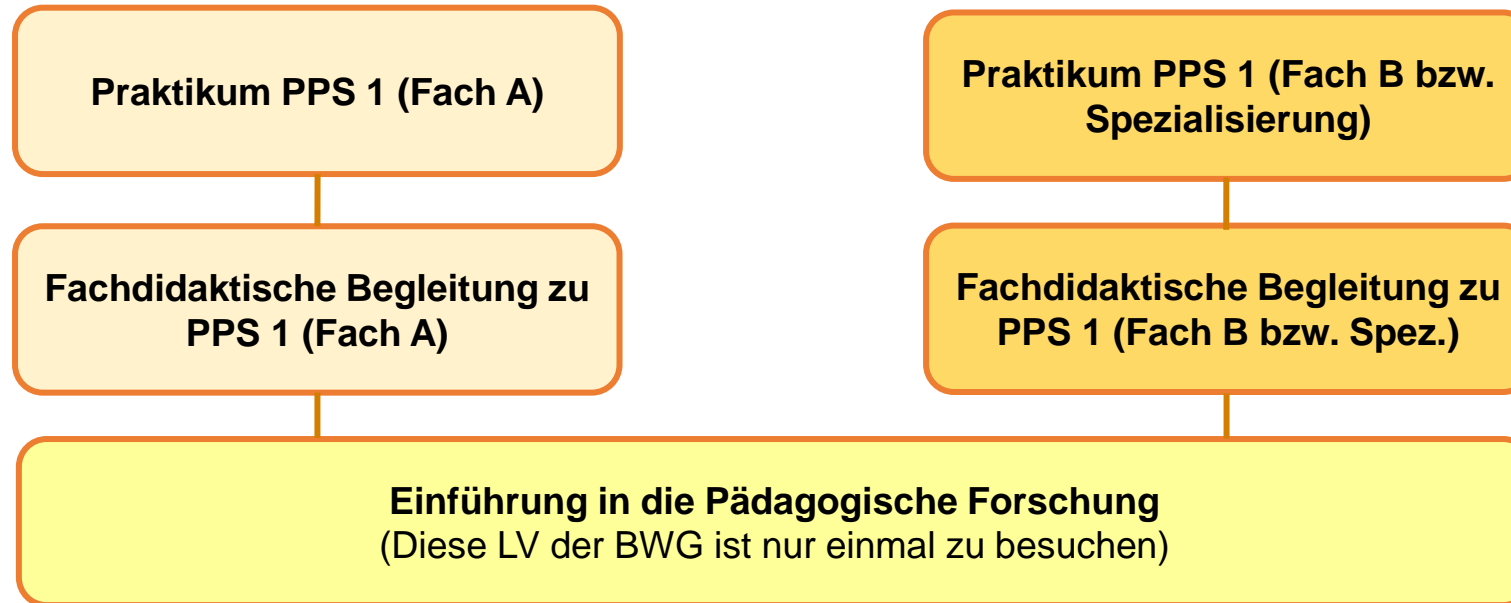 Praktikum PPS 1 (Fach A)
Praktikum PPS 1 (Fach B bzw.
Spezialisierung)
Fachdidaktische Begleitung zu
PPS 1 (Fach A)
Fachdidaktische Begleitung zu
PPS 1 (Fach B bzw. Spez.)
Einführung in die Pädagogische Forschung
(Diese LV der BWG ist nur einmal zu besuchen)